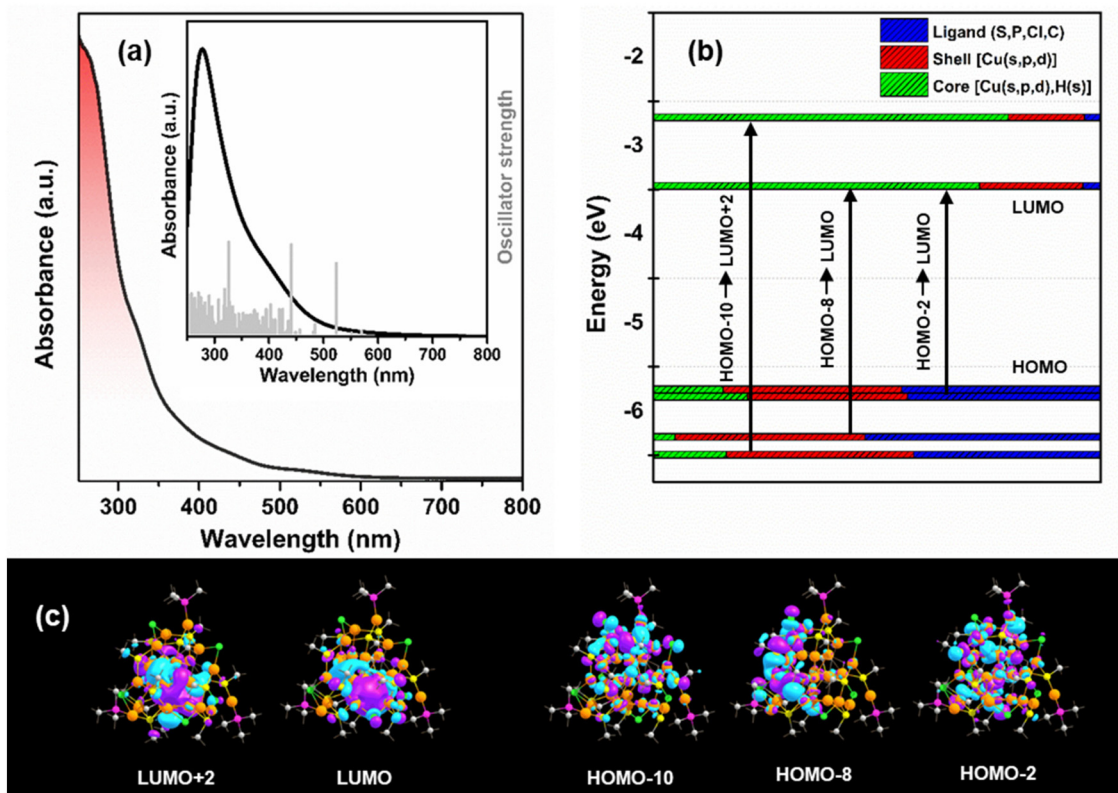 (a)
Absorbance (a.u.)
300 400 500 600 700 800
Wavelength (nm)
Absorbance (a.u.)
Oscillator strength
300 400 500 600 700 800
Wavelength (nm)
(b)
Ligand (S,P,Cl,C)
Shell [Cu(s,p,d)]
Core [Cu(s,p,d),H(s)]
Energy (eV)
-2
-3
-4
-5
-6
LUMO
HOMO
HOMO-10 → LUMO+2
HOMO-8 → LUMO
HOMO-2 → LUMO
(c)
LUMO+2
LUMO
HOMO-10
HOMO-8
HOMO-2